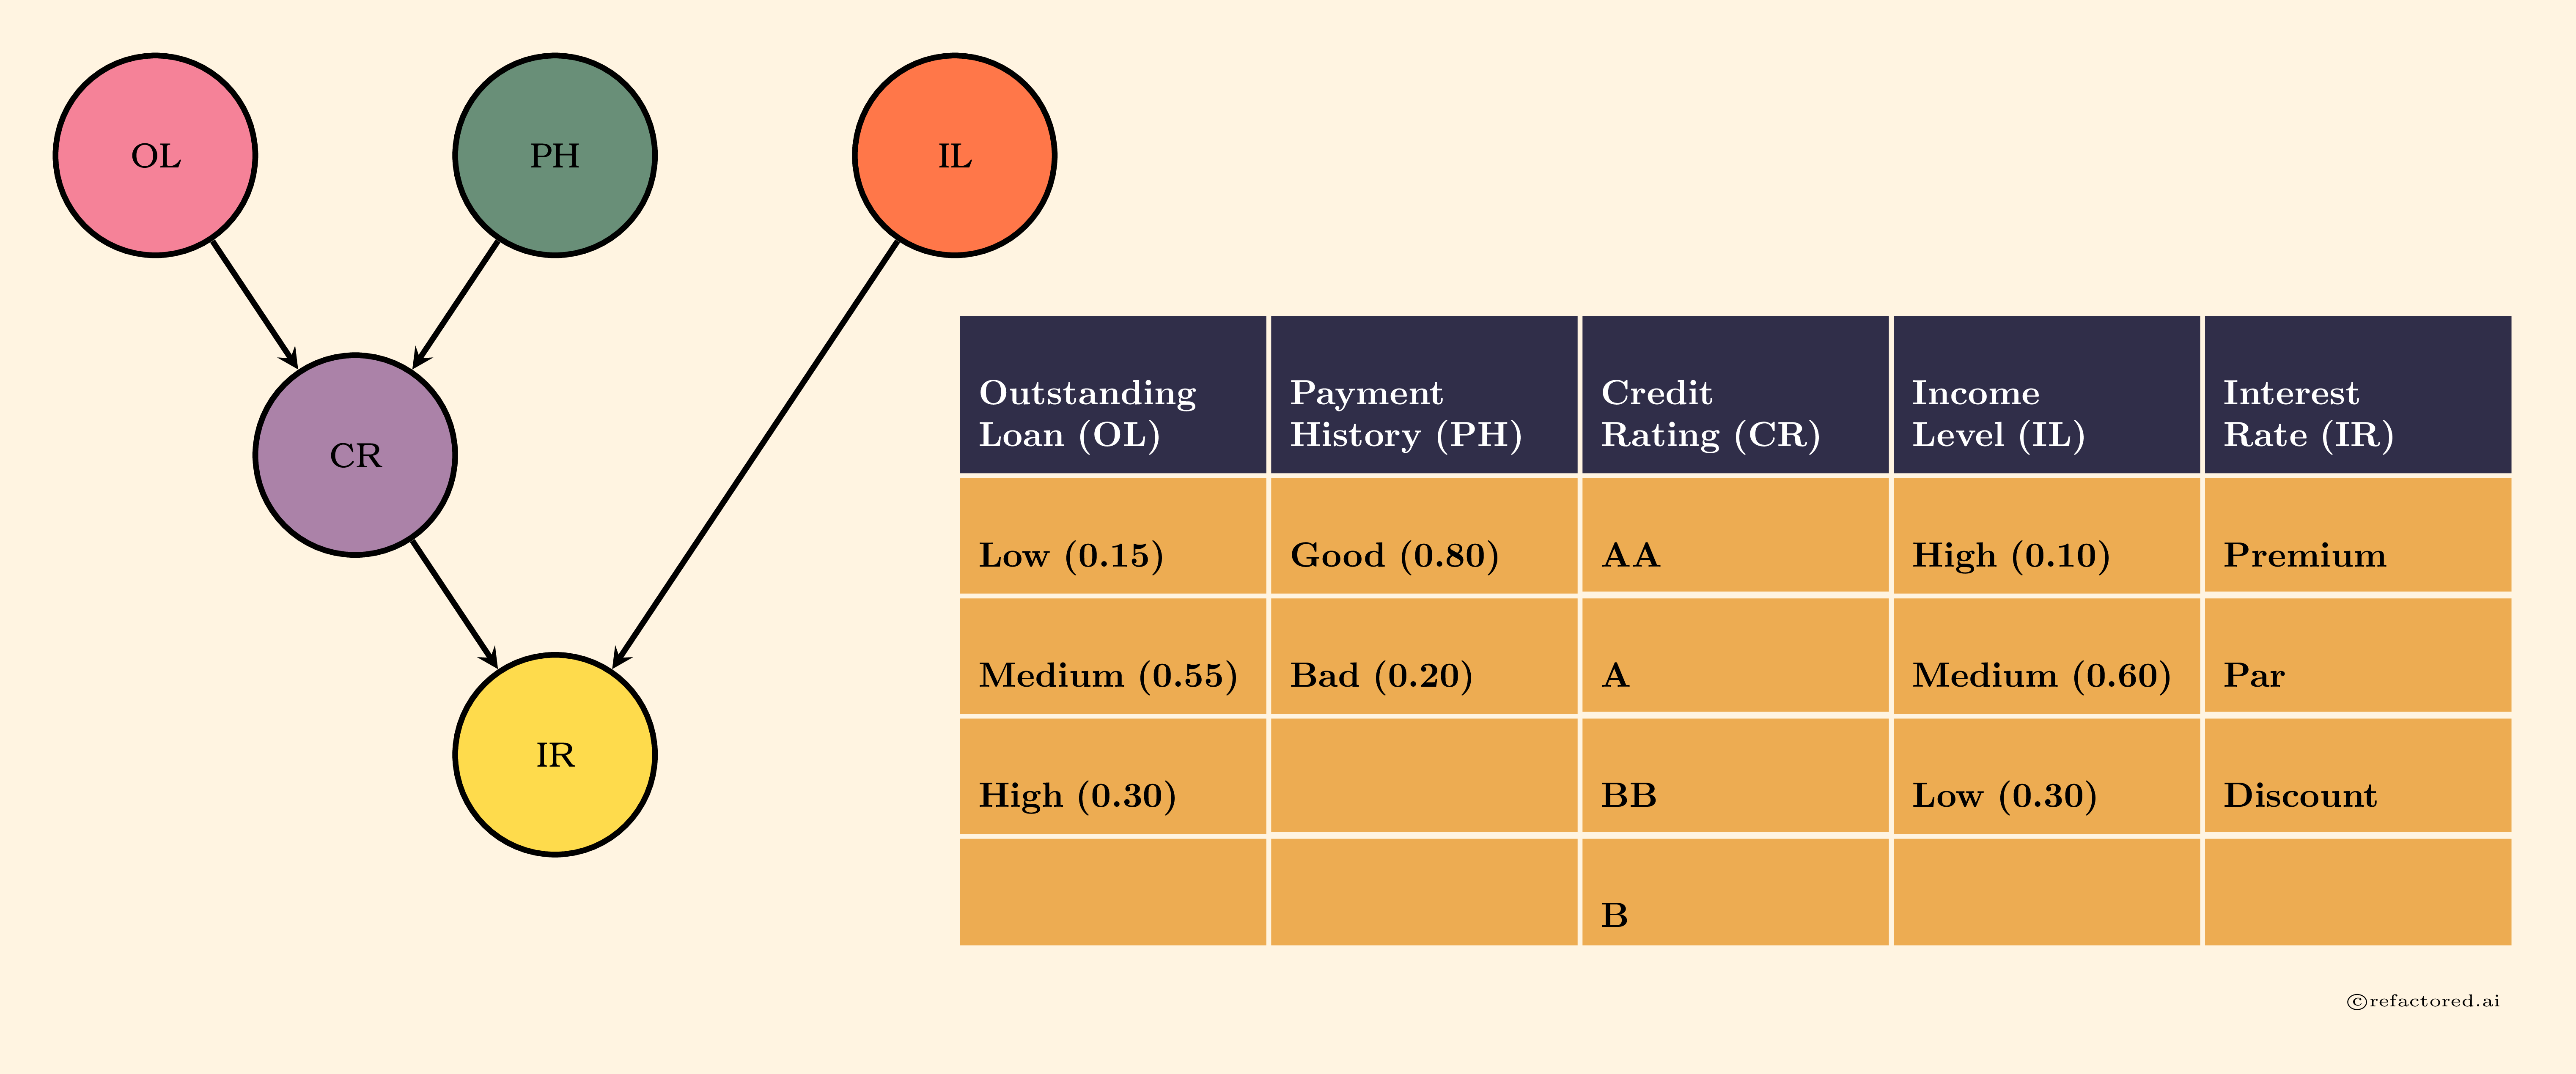 OL
PH
IL
CR
IR
Outstanding
Loan (OL)
Payment
History (PH)
Credit
Rating (CR)
Income
Level (IL)
Interest
Rate (IR)
Low (0.15)
Good (0.80)
AA
High (0.10)
Premium
Medium (0.55)
Bad (0.20)
A
Medium (0.60)
Par
High (0.30)
BB
Low (0.30)
Discount
B
©refactored.ai